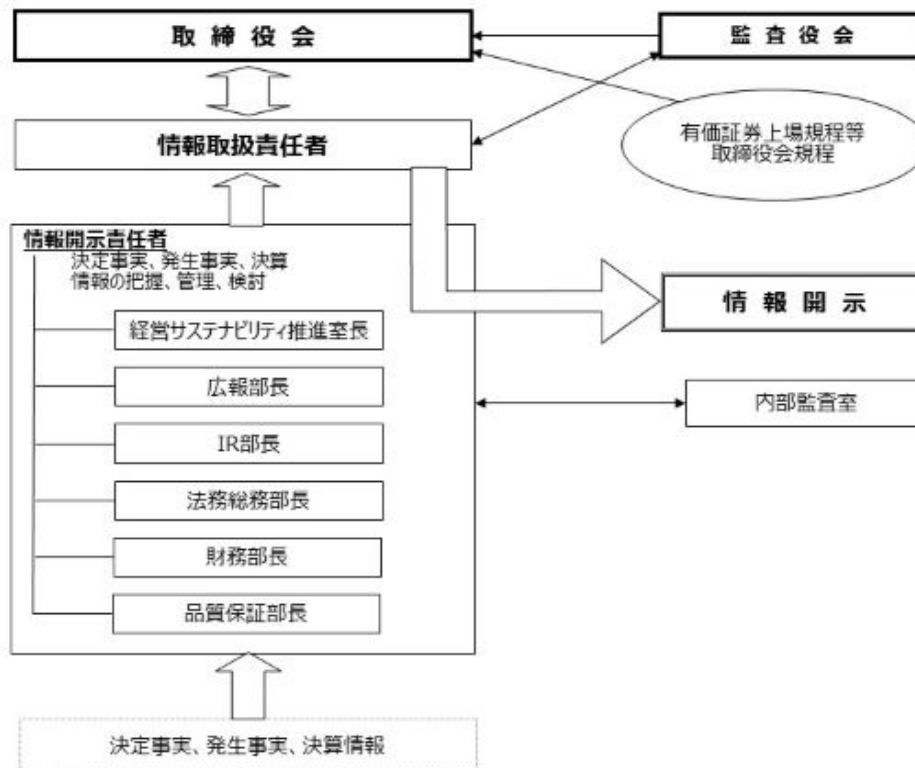 取締役会
監査役会
情報取扱責任者
有価証券上場規程等
取締役会規程
情報開示責任者
決定事実、発生事実、決算
情報の把握、管理、検討
情報開示
経営サステナビリティ推進室長
広報部長
内部監査室
IR部長
法務総務部長
財務部長
品質保証部長
決定事実、発生事実、決算情報